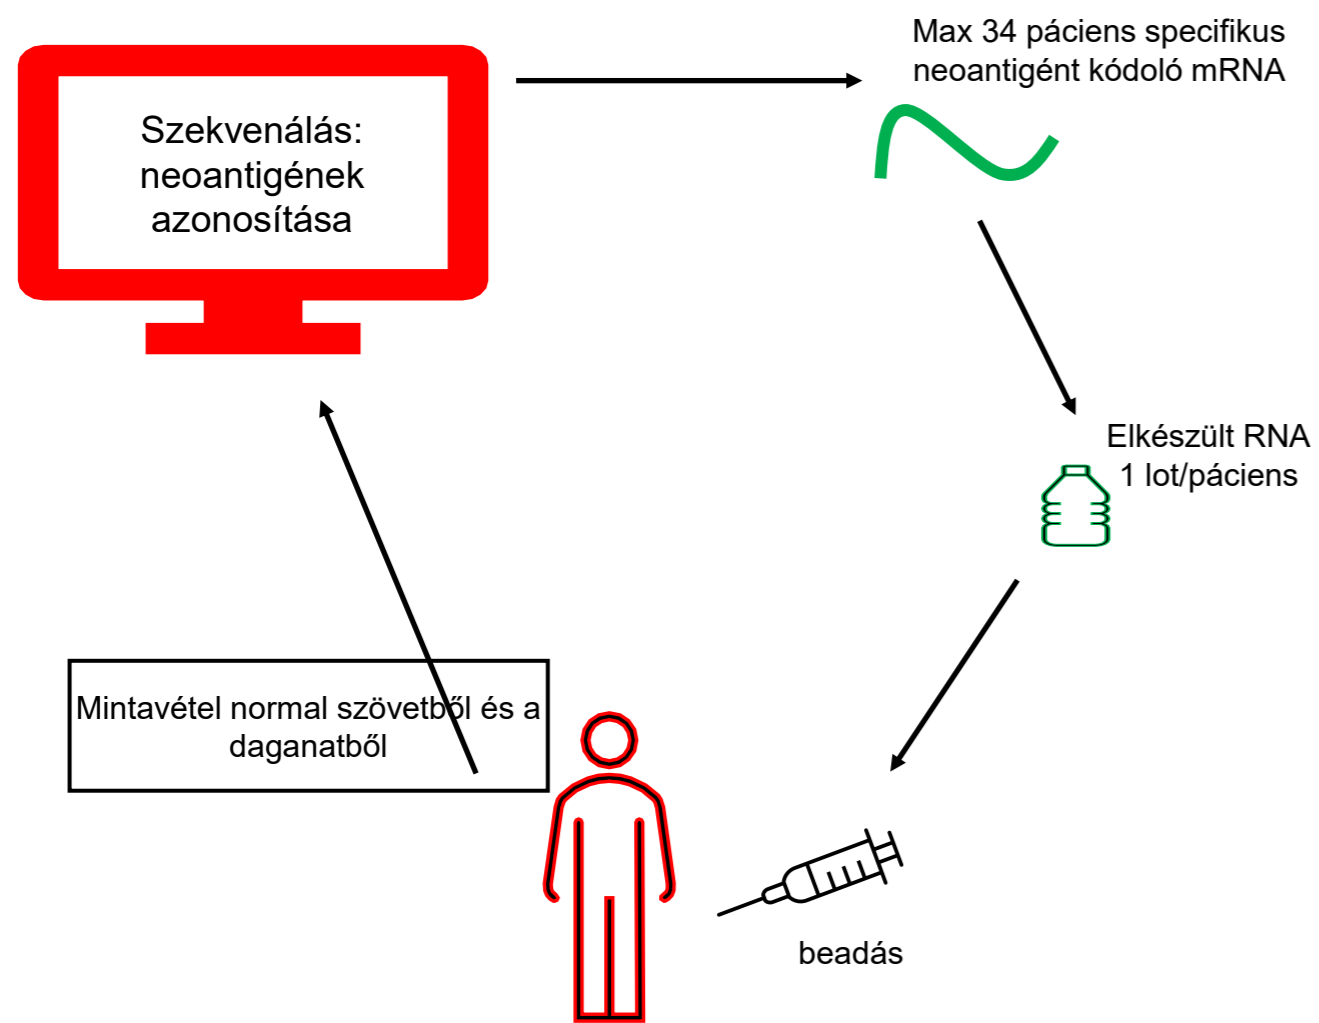 Max 34 páciens specifikus
neoantigént kódoló mRNA
Szekvenálás:
neoantigének
azonosítása
Elkészült RNA
1 lot/páciens
Mintavétel normal szövetből és a
daganatből
beadás